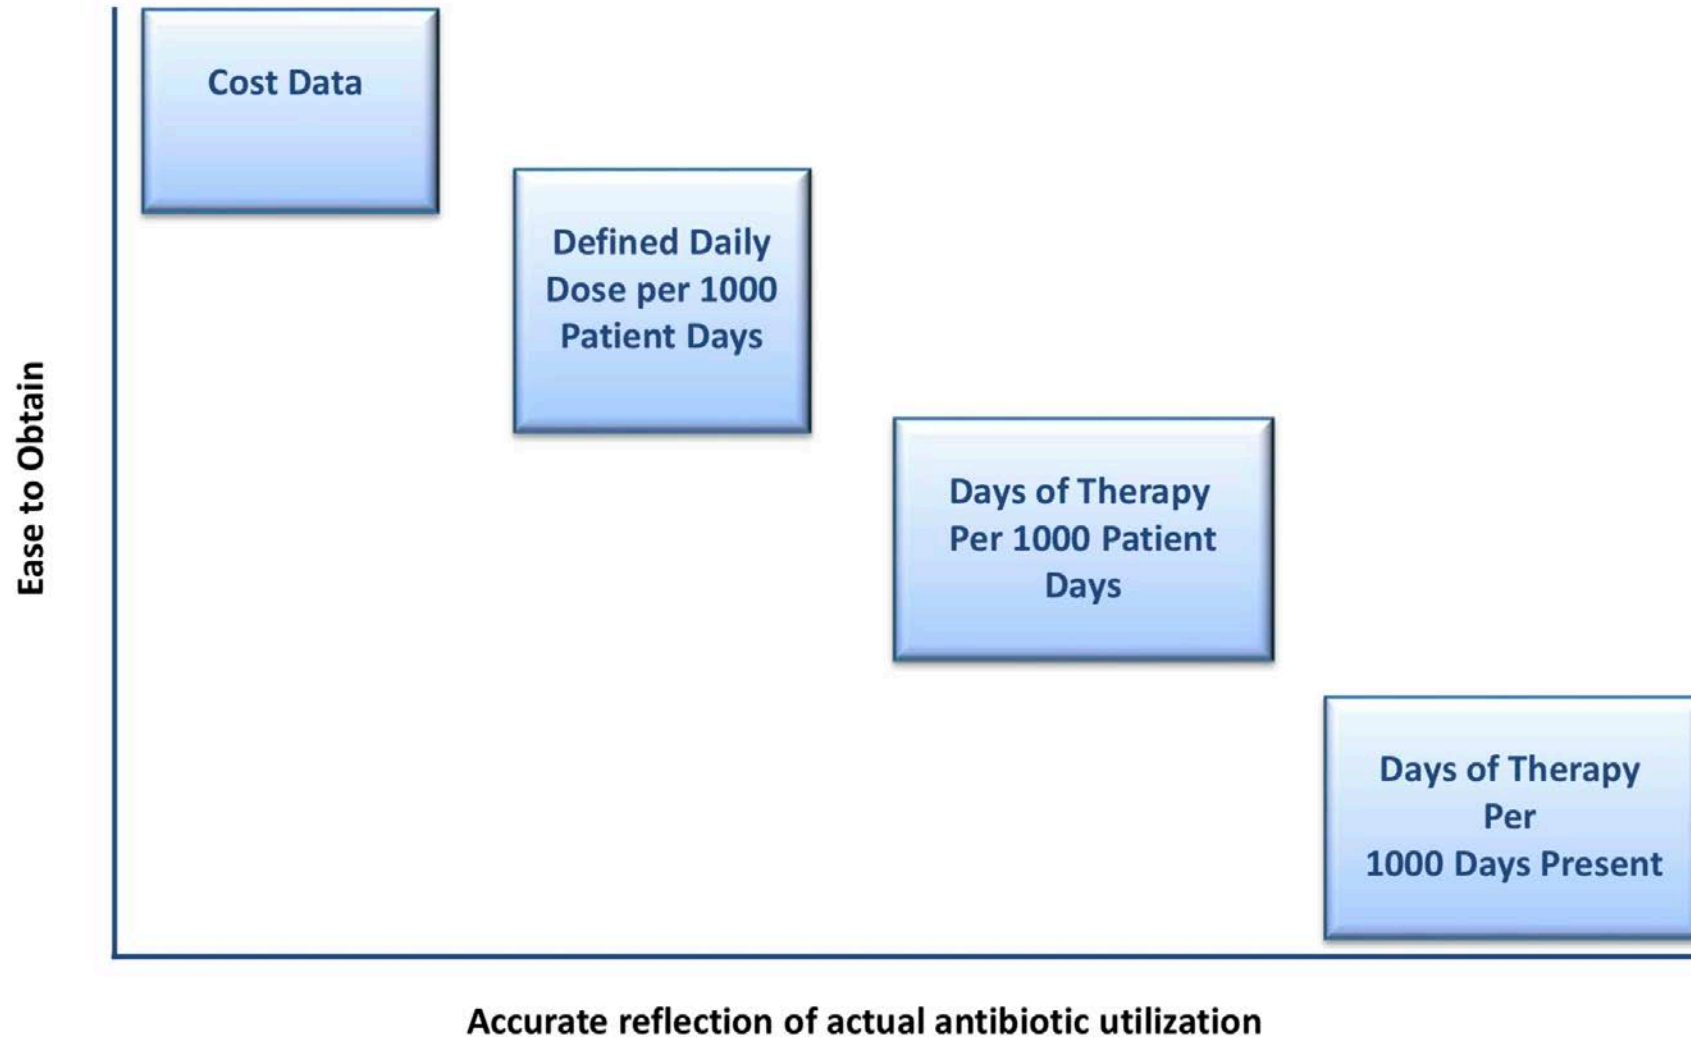 Cost Data
Defined Daily
Dose per 1000
Patient Days
Days of Therapy
Per 1000 Patient
Days
Days of Therapy
Per
1000 Days Present
Ease to Obtain
Accurate reflection of actual antibiotic utilization